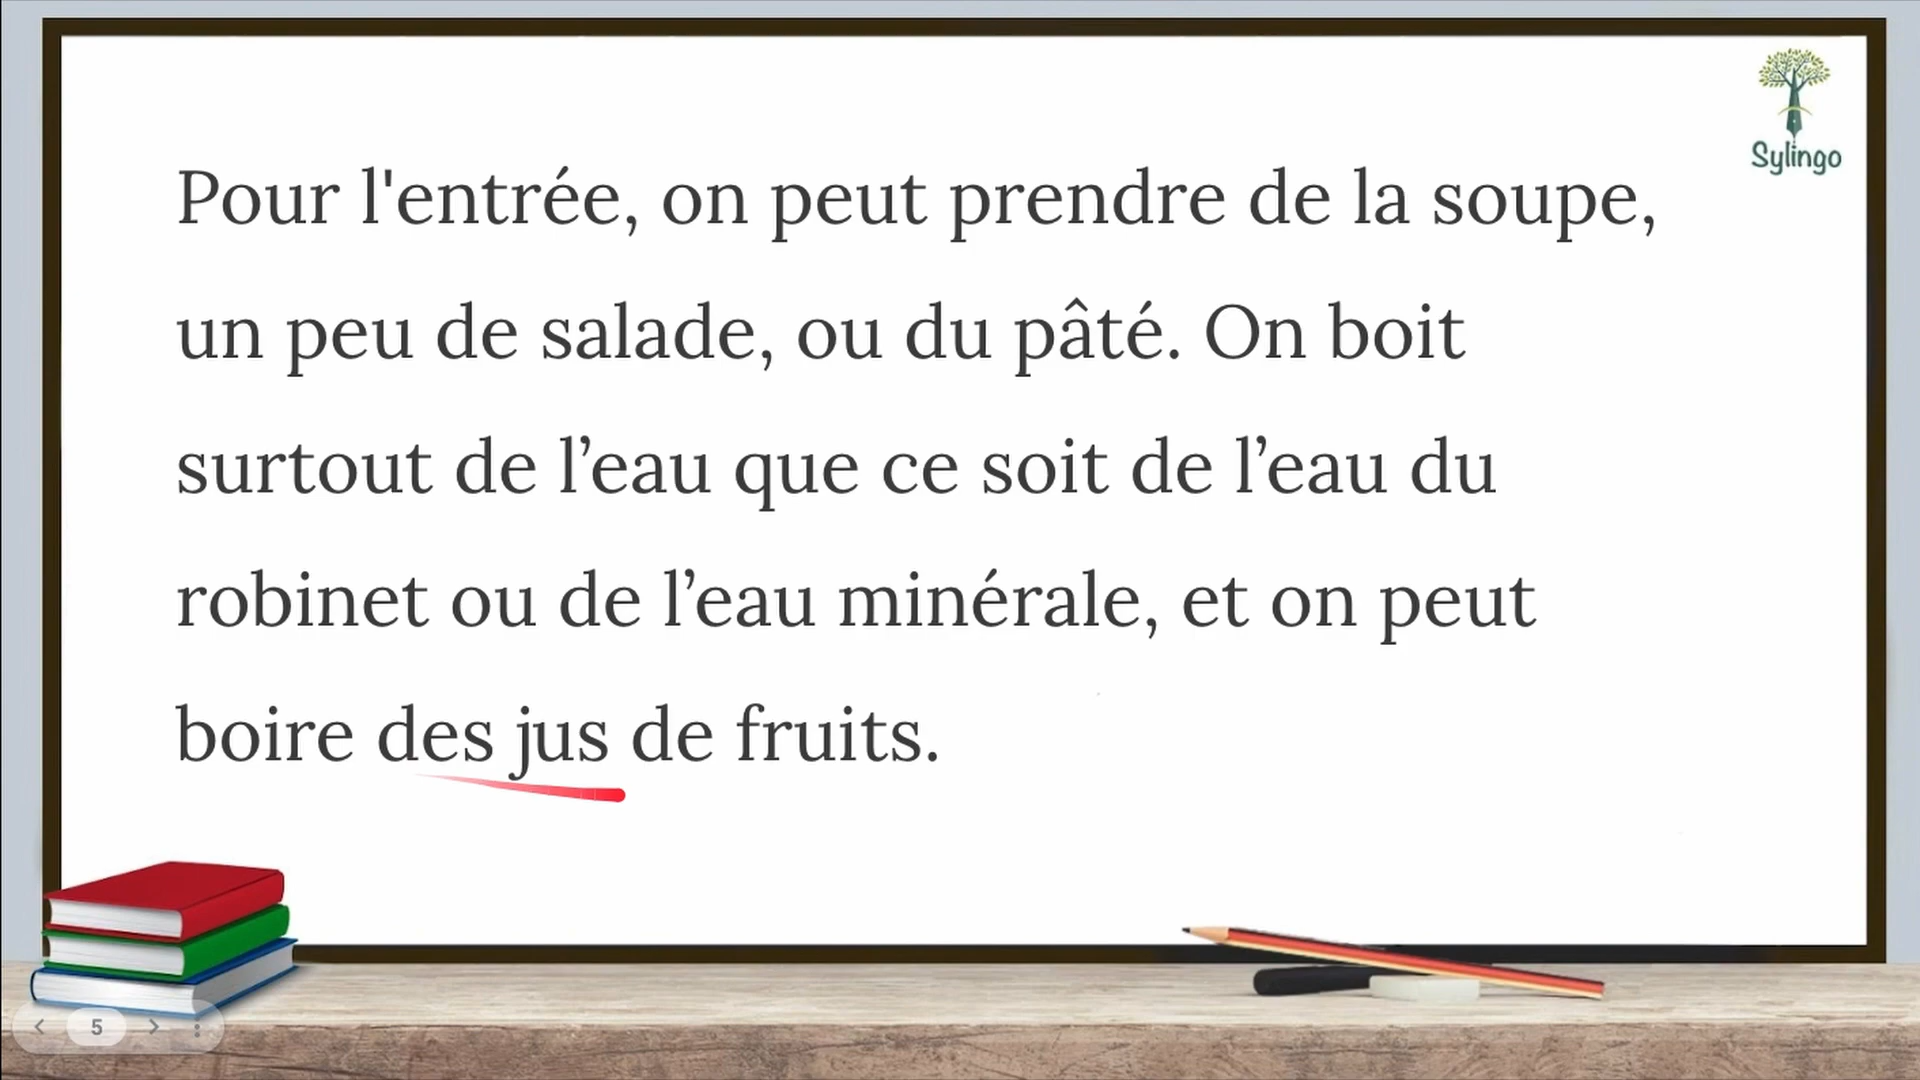 Sylingo
Pour l'entrée, on peut prendre de la soupe,
un peu de salade, ou du pâté. On boit
surtout de l’eau que ce soit de l’eau du
robinet ou de l’eau minérale, et on peut
boire des jus de fruits.
5